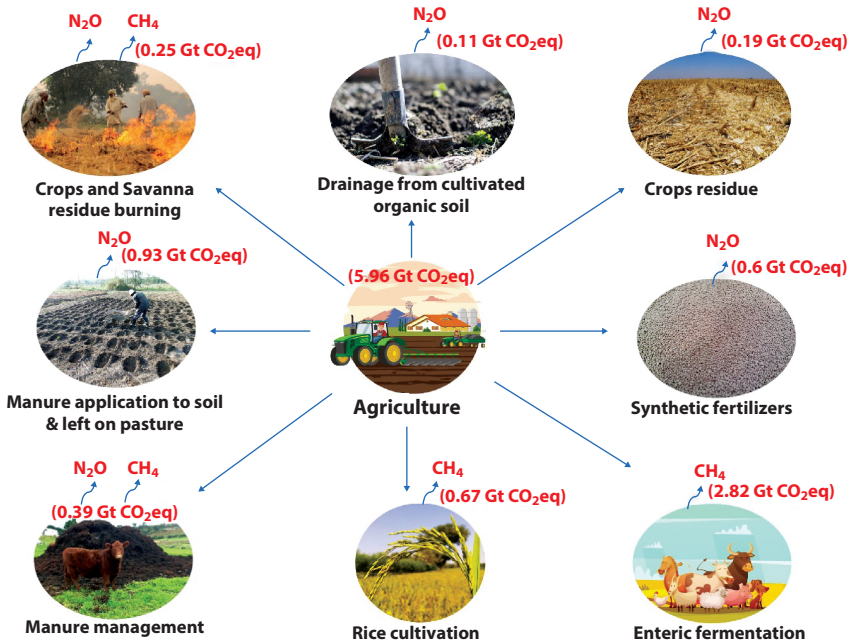 N₂O CH₄
(0.25 Gt CO₂eq)
Crops and Savanna
residue burning
N₂O
(0.11 Gt CO₂eq)
Drainage from cultivated
organic soil
N₂O
(0.19 Gt CO₂eq)
Crops residue
N₂O
(0.93 Gt CO₂eq)
Manure application to soil
& left on pasture
(5.96 Gt CO₂eq)
Agriculture
N₂O
(0.6 Gt CO₂eq)
Synthetic fertilizers
N₂O CH₄
(0.39 Gt CO₂eq)
Manure management
CH₄
(0.67 Gt CO₂eq)
Rice cultivation
CH₄
(2.82 Gt CO₂eq)
Enteric fermentation